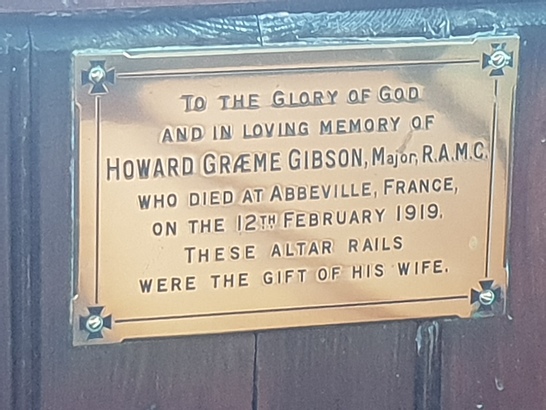 TO THE GLORY OF GOD
AND IN LOVING MEMORY OF
HOWARD GRÆME GIBSON, Major, R.A.M.C.
WHO DIED AT ABBEVILLE, FRANCE,
ON THE 12TH FEBRUARY 1919.
THESE ALTAR RAILS
WERE THE GIFT OF HIS WIFE.